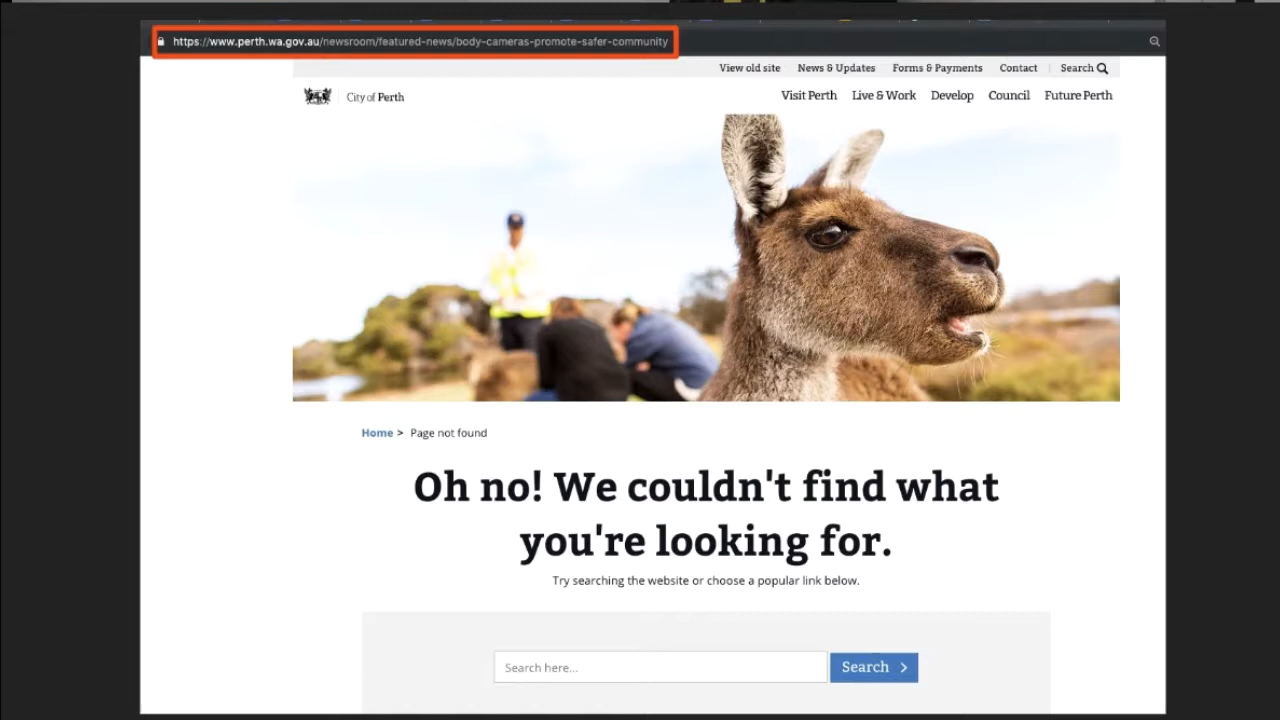 https://www.perth.wa.gov.au/newsroom/featured-news/body-cameras-promote-safer-community
View old site News & Updates Forms & Payments Contact | Search
City of Perth
Visit Perth Live & Work Develop Council Future Perth
Home > Page not found
Oh no! We couldn't find what
you're looking for.
Try searching the website or choose a popular link below.
Search here...
Search >